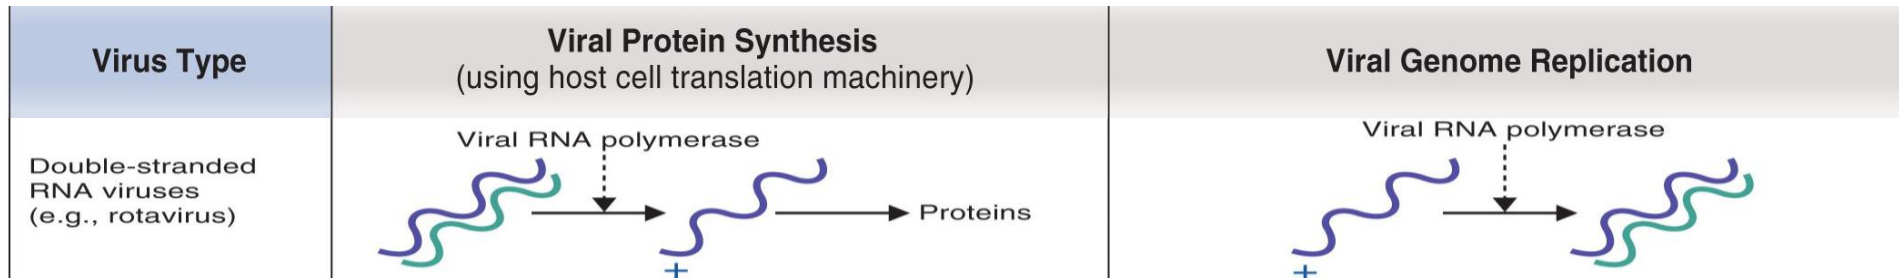 Virus Type
Viral Protein Synthesis
(using host cell translation machinery)
Viral Genome Replication
Double-stranded
RNA viruses
(e.g., rotavirus)
Viral RNA polymerase
Proteins
+
Viral RNA polymerase
+